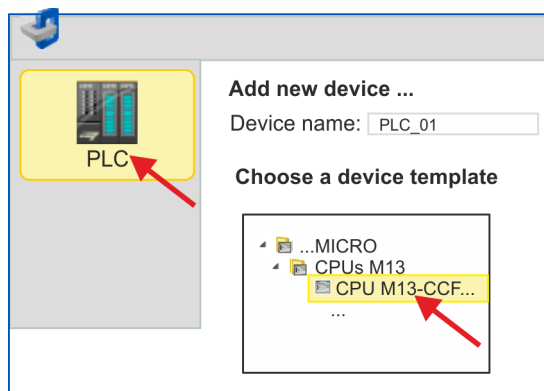 PLC
Add new device ...
Device name: PLC_01
Choose a device template
...MICRO
CPUs M13
CPU M13-CCF...
...